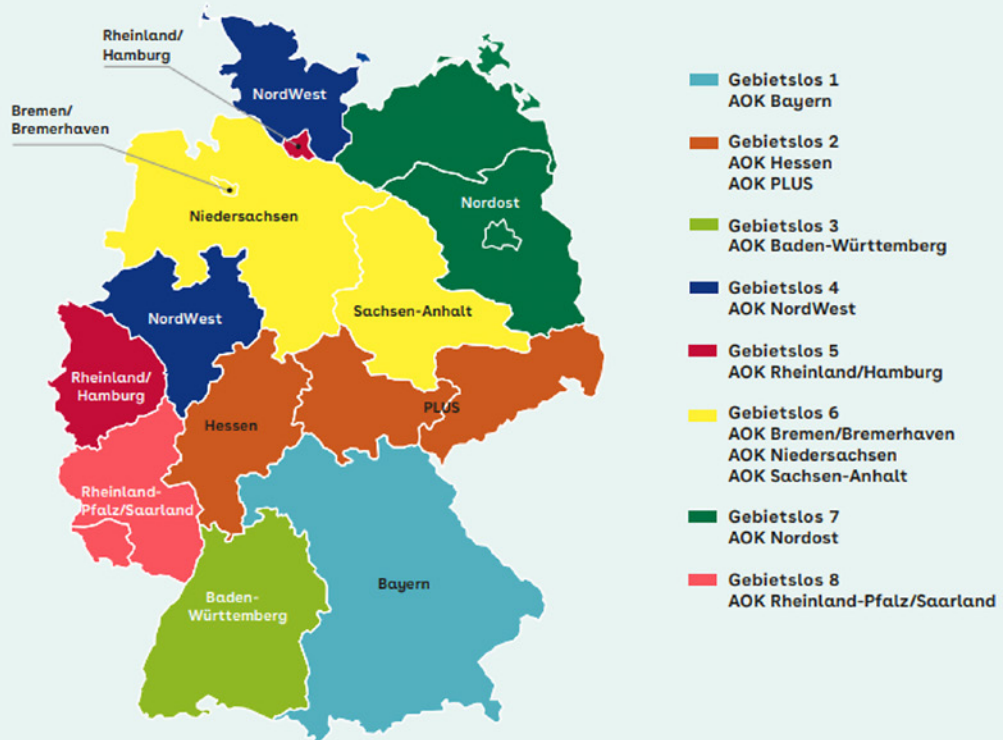 Rheinland/
Hamburg
NordWest
Bremen/
Bremerhaven
Niedersachsen
Nordost
Sachsen-Anhalt
NordWest
Rheinland/
Hamburg
Hessen
PLUS
Rheinland-
Pfalz/Saarland
Baden-
Württemberg
Bayern
Gebietslos 1
AOK Bayern
Gebietslos 2
AOK Hessen
AOK PLUS
Gebietslos 3
AOK Baden-Württemberg
Gebietslos 4
AOK NordWest
Gebietslos 5
AOK Rheinland/Hamburg
Gebietslos 6
AOK Bremen/Bremerhaven
AOK Niedersachsen
AOK Sachsen-Anhalt
Gebietslos 7
AOK Nordost
Gebietslos 8
AOK Rheinland-Pfalz/Saarland